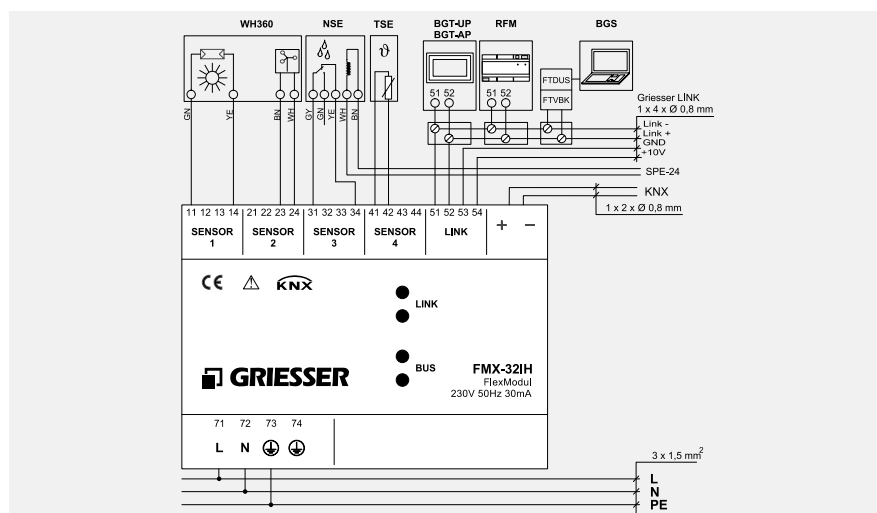 WH360 NSE TSE BGT-UP RFM BGS
BGT-AP
ϑ
FTDUS
51 52 51 52
FTVBK
Griesser LINK
1 x 4 x Ø 0,8 mm
GN YE BN WH GY GN YE WH BN
Link -
Link +
GND
+10V
SPE-24
KNX
1 x 2 x Ø 0,8 mm
11 12 13 14 21 22 23 24 31 32 33 34 41 42 43 44 51 52 53 54
SENSOR SENSOR SENSOR SENSOR LINK + −
1 2 3 4
CE KNX
LINK
BUS
GRIESSER
FMX-32IH
FlexModul
230V 50Hz 30mA
71 72 73 74
L N
3 x 1,5 mm²
L
N
PE